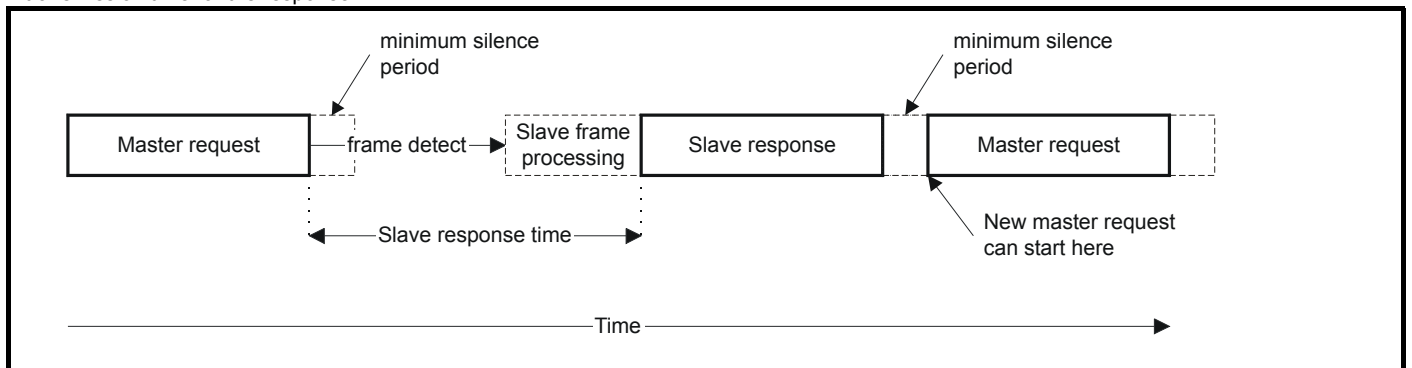 minimum silence
period
minimum silence
period
Master request
frame detect
Slave frame
processing
Slave response
Master request
Slave response time
New master request
can start here
Time